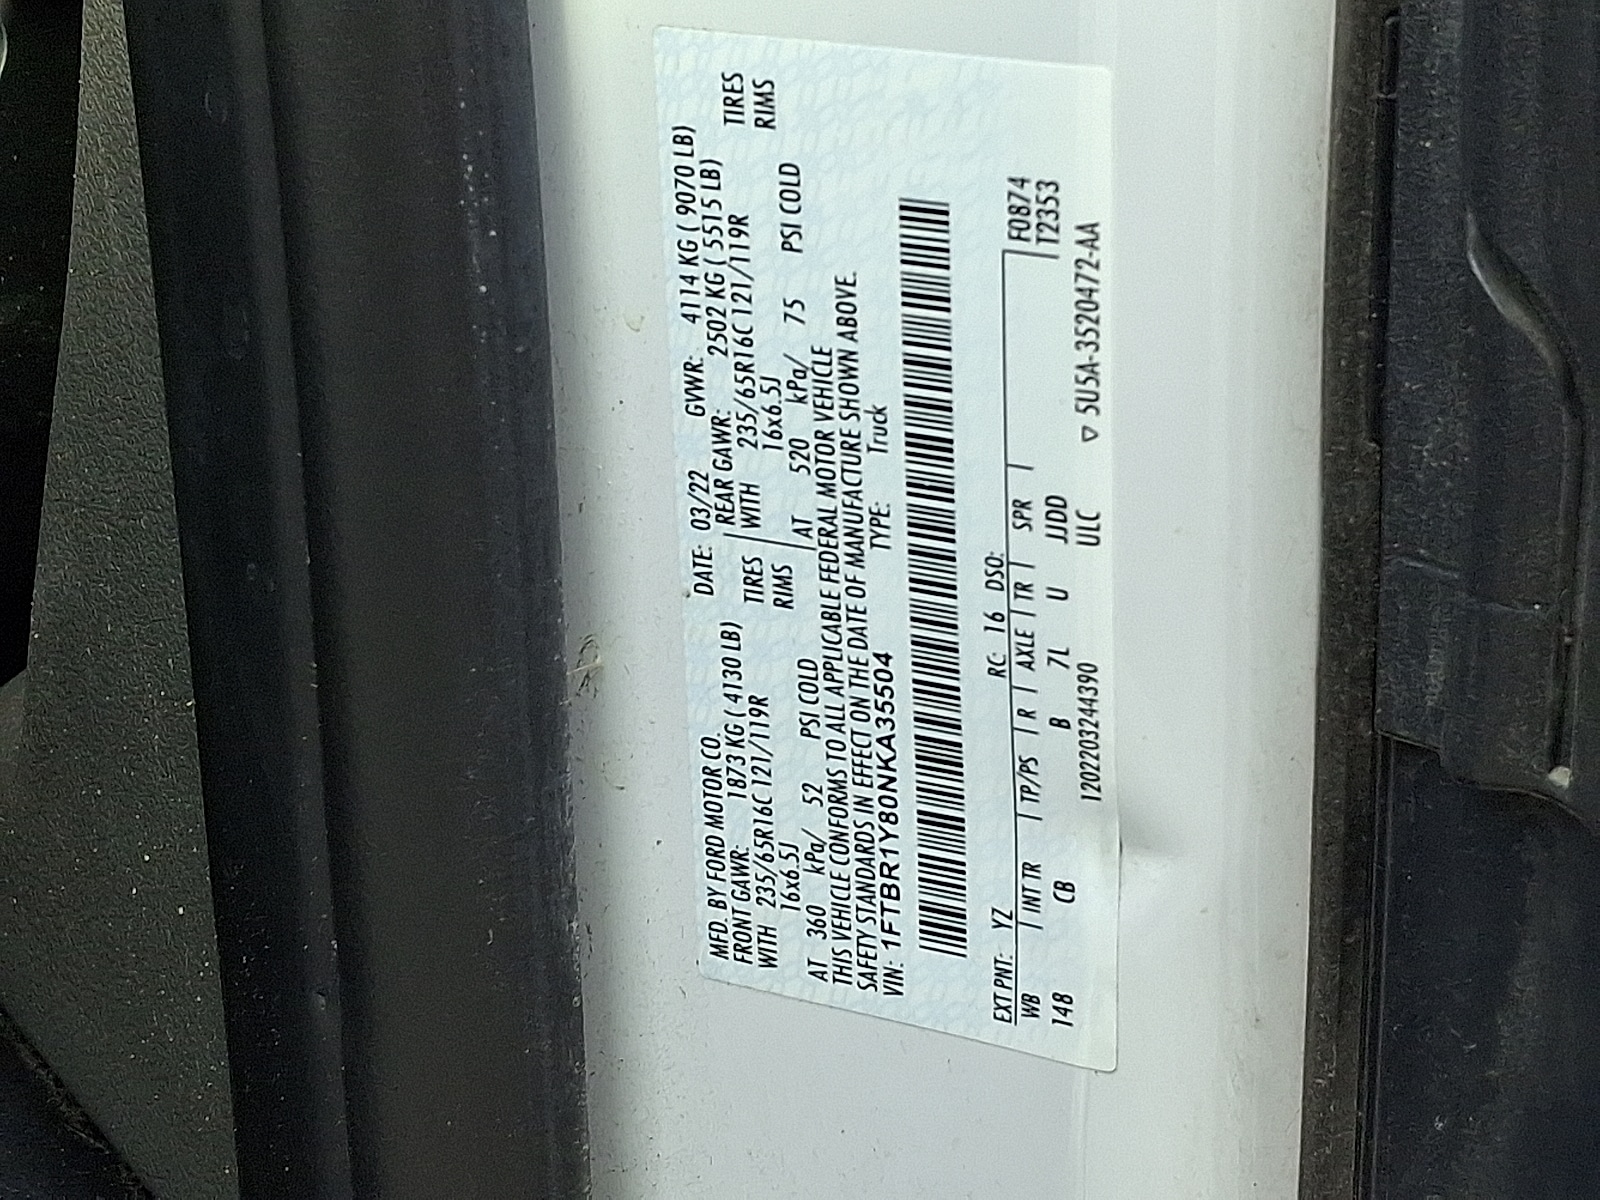 MFD. BY FORD MOTOR CO. DATE: 03/22 GVWR: 4114 KG ( 9070 LB)
FRONT GAWR: 1873 KG ( 4130 LB) REAR GAWR: 2502 KG ( 5515 LB)
WITH 235/65R16C 121/119R TIRES WITH 235/65R16C 121/119R TIRES
16x6.5J RIMS 16x6.5J RIMS
AT 360 kPa/ 52 PSI COLD AT 520 kPa/ 75 PSI COLD
THIS VEHICLE CONFORMS TO ALL APPLICABLE FEDERAL MOTOR VEHICLE
SAFETY STANDARDS IN EFFECT ON THE DATE OF MANUFACTURE SHOWN ABOVE.
VIN: 1FTBR1Y80NKA35504 TYPE: Truck
EXT PNT: YZ RC: 16 DSO:
WB INT TR TP/PS R AXLE TR SPR F0874
148 CB B 7L U JJDD T2353
1202203244390 ULC ▽ 5U5A-3520472-AA